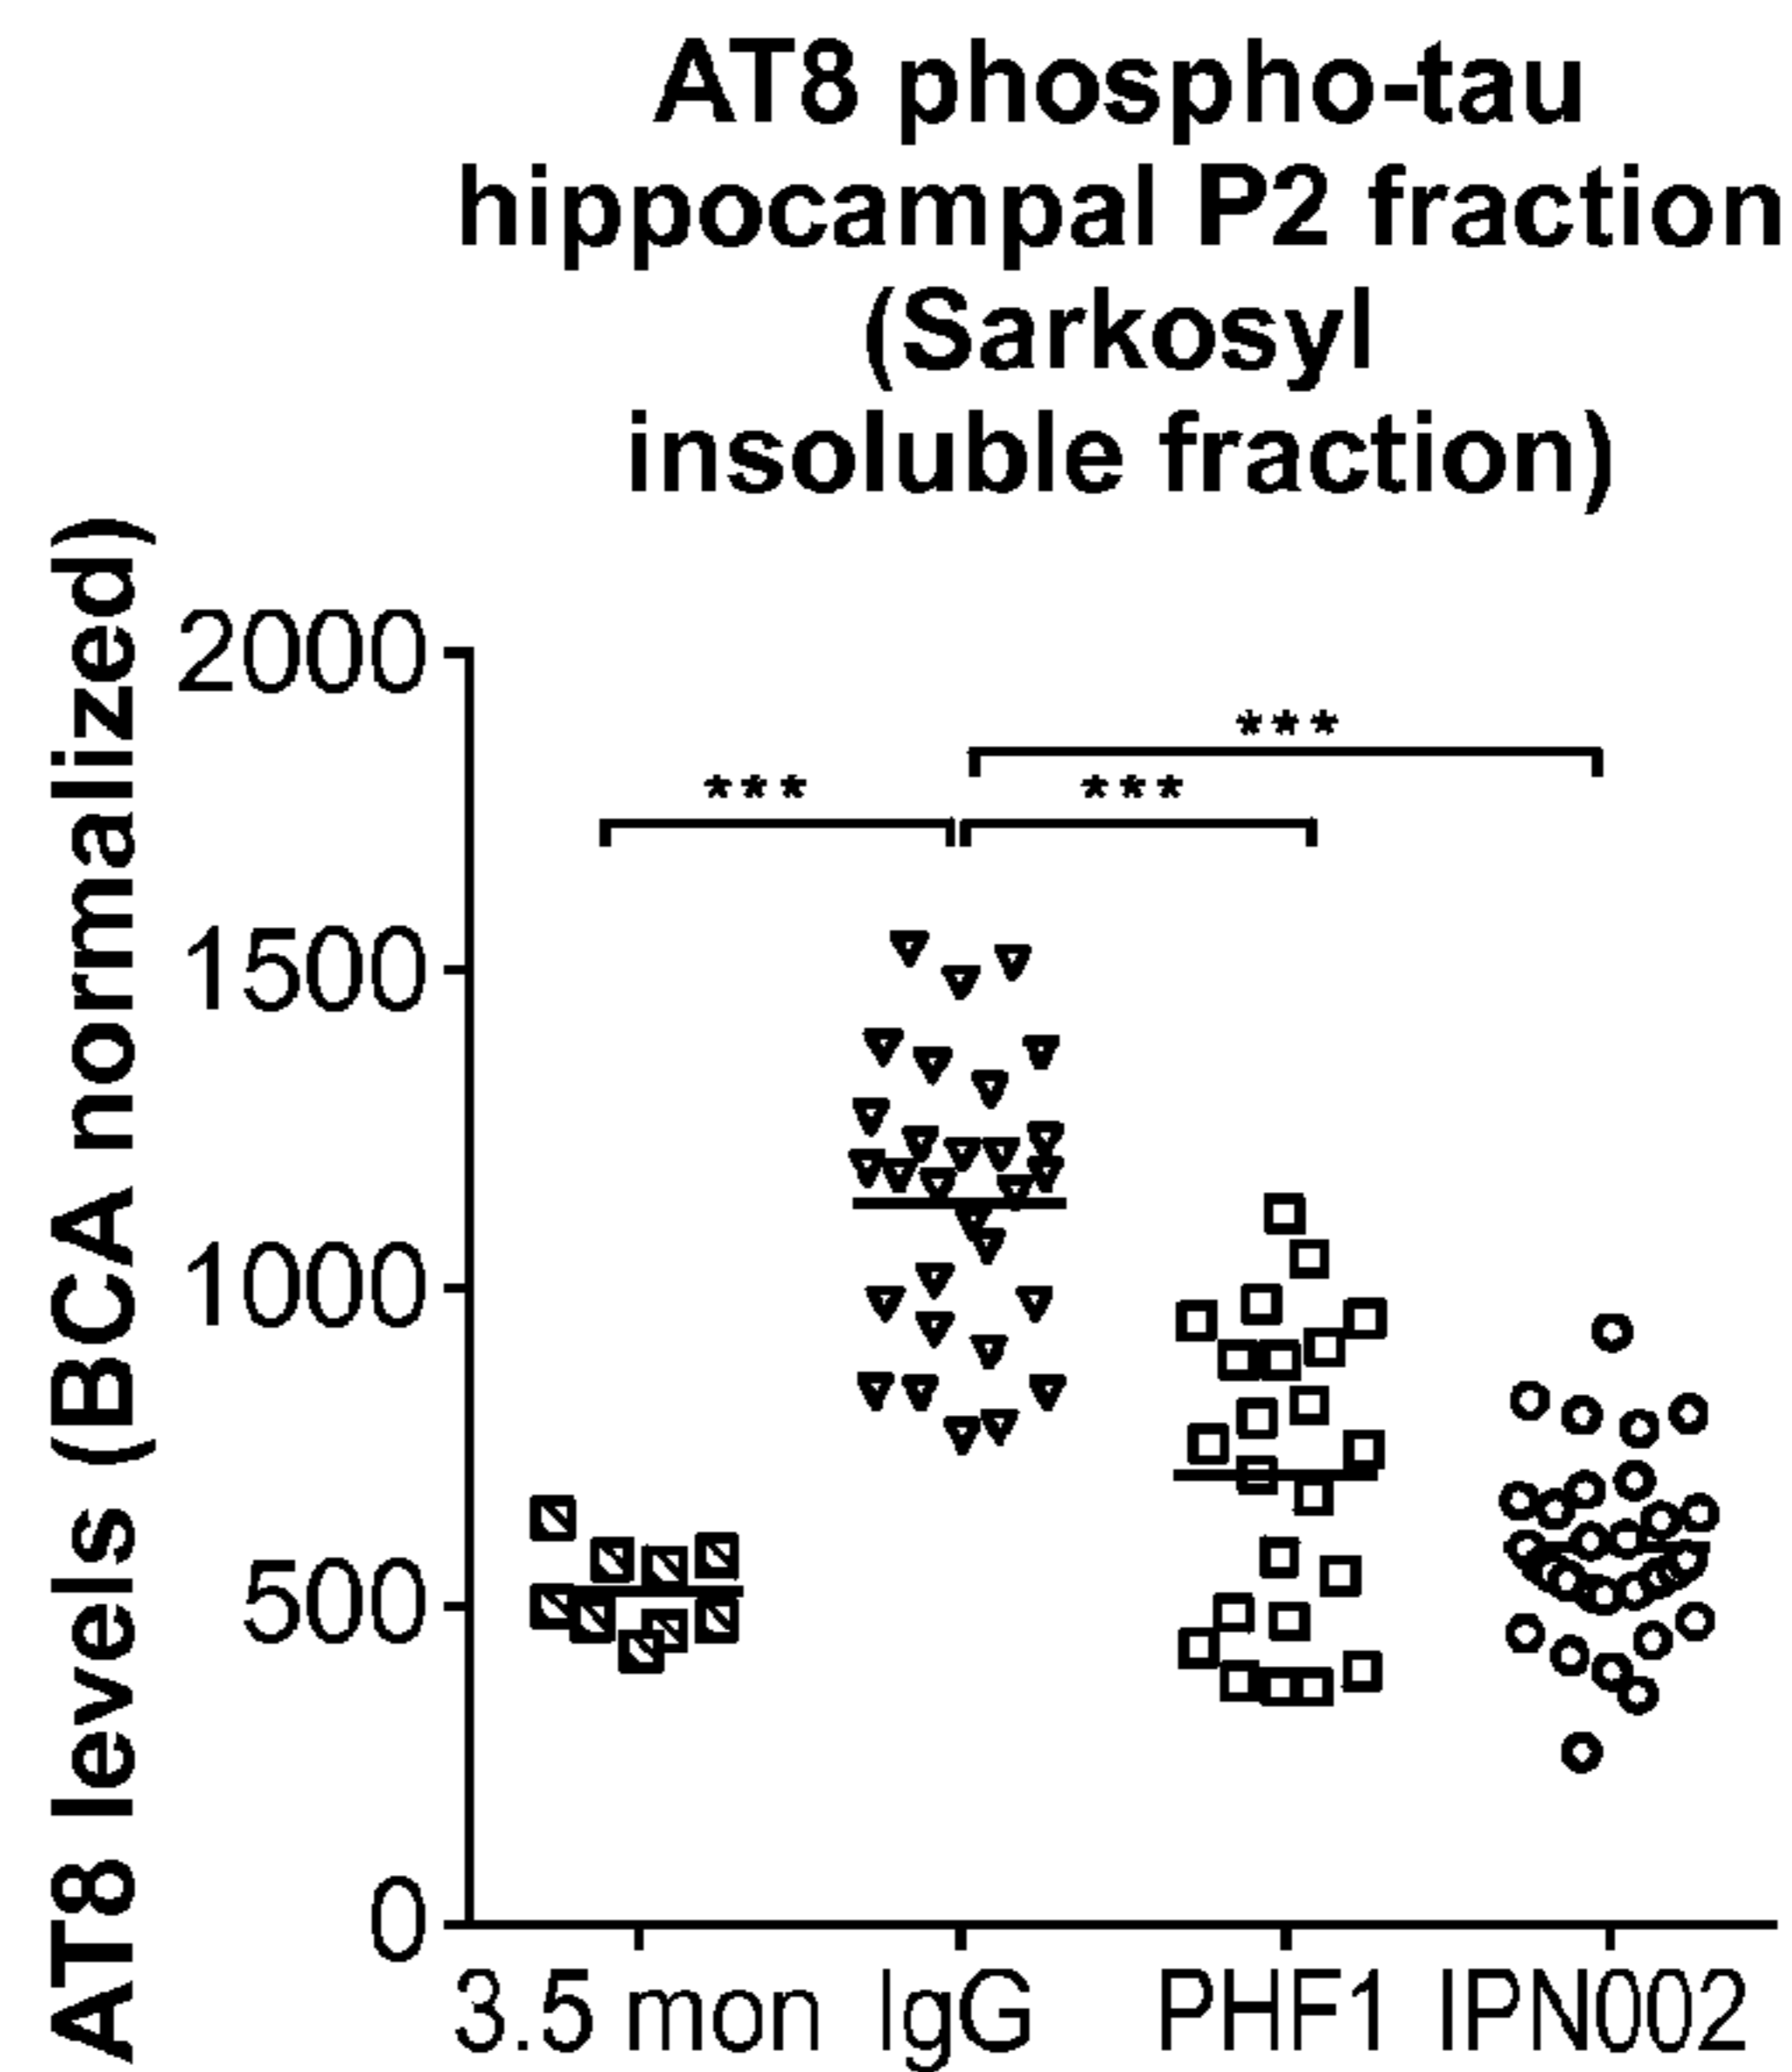 AT8 phospho-tau
hippocampal P2 fraction
(Sarkosyl
insoluble fraction)
AT8 levels (BCA normalized)
2000
1500
1000
500
0
***
***
***
3.5 mon IgG PHF1 IPN002